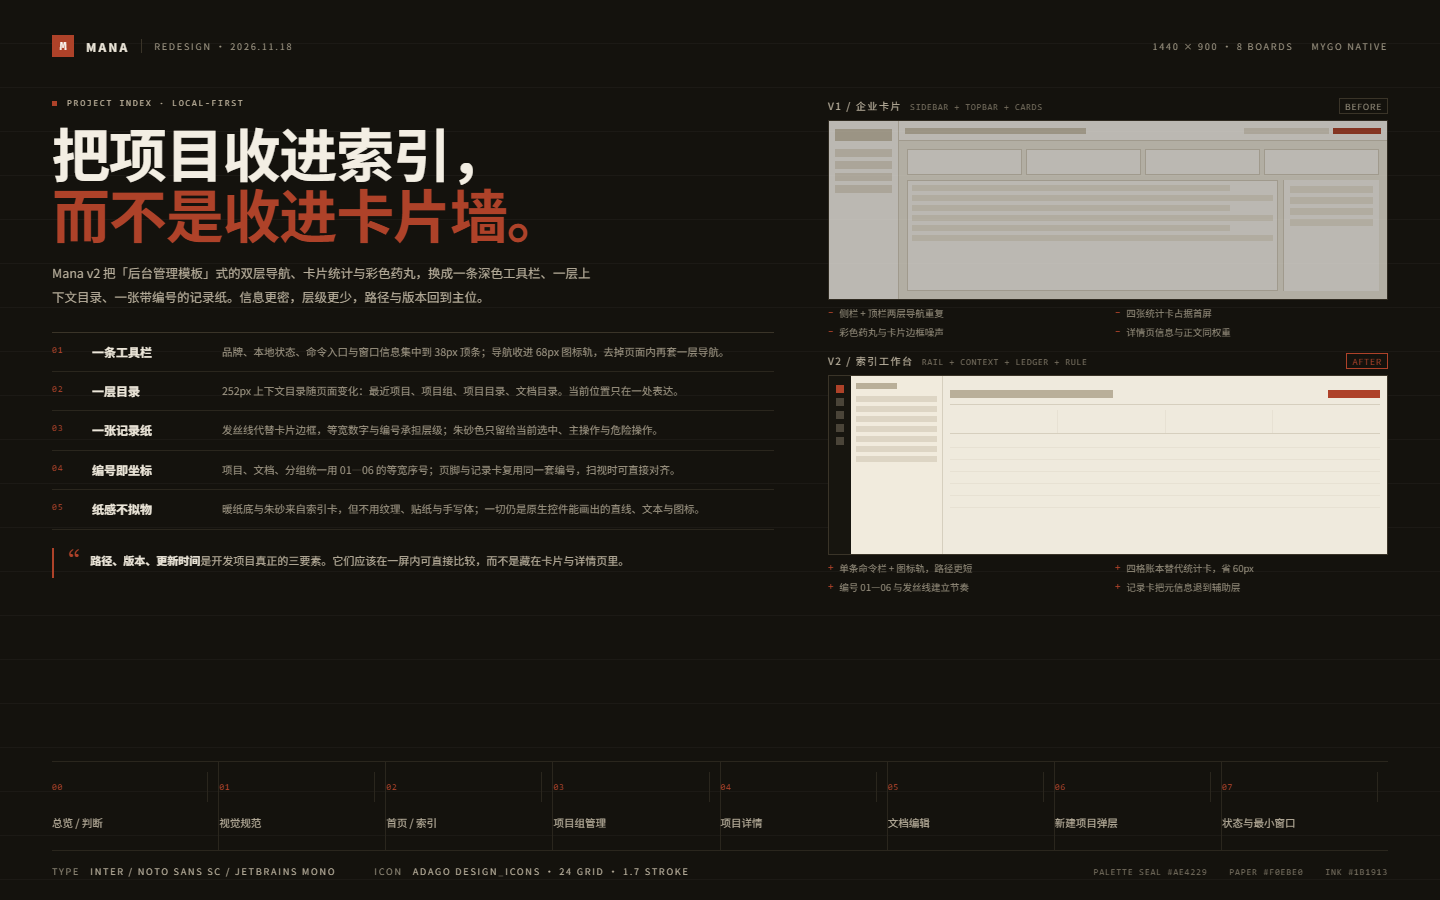 M MANA REDESIGN · 2026.11.18
1440 × 900 · 8 BOARDS MYGO NATIVE
PROJECT INDEX · LOCAL-FIRST
把项目收进索引，
而不是收进卡片墙。
Mana v2 把「后台管理模板」式的双层导航、卡片统计与彩色药丸，换成一条深色工具栏、一层上
下文目录、一张带编号的记录纸。信息更密，层级更少，路径与版本回到主位。
01 一条工具栏 品牌、本地状态、命令入口与窗口信息集中到 38px 顶条；导航收进 68px 图标轨，去掉页面内再套一层导航。
02 一层目录 252px 上下文目录随页面变化：最近项目、项目组、项目目录、文档目录。当前位置只在一处表达。
03 一张记录纸 发丝线代替卡片边框，等宽数字与编号承担层级；朱砂色只留给当前选中、主操作与危险操作。
04 编号即坐标 项目、文档、分组统一用 01—06 的等宽序号；页脚与记录卡复用同一套编号，扫视时可直接对齐。
05 纸感不拟物 暖纸底与朱砂来自索引卡，但不用纹理、贴纸与手写体；一切仍是原生控件能画出的直线、文本与图标。
“ 路径、版本、更新时间是开发项目真正的三要素。它们应该在一屏内可直接比较，而不是藏在卡片与详情页里。
V1 / 企业卡片 SIDEBAR + TOPBAR + CARDS BEFORE
− 侧栏 + 顶栏两层导航重复
− 四张统计卡占据首屏
− 彩色药丸与卡片边框噪声
− 详情页信息与正文同权重
V2 / 索引工作台 RAIL + CONTEXT + LEDGER + RULE AFTER
+ 单条命令栏 + 图标轨，路径更短
+ 四格账本替代统计卡，省 60px
+ 编号 01—06 与发丝线建立节奏
+ 记录卡把元信息退到辅助层
00 总览 / 判断
01 视觉规范
02 首页 / 索引
03 项目组管理
04 项目详情
05 文档编辑
06 新建项目弹层
07 状态与最小窗口
TYPE INTER / NOTO SANS SC / JETBRAINS MONO ICON ADAGO DESIGN_ICONS · 24 GRID · 1.7 STROKE
PALETTE SEAL #AE4229 PAPER #F0EBE0 INK #1B1913